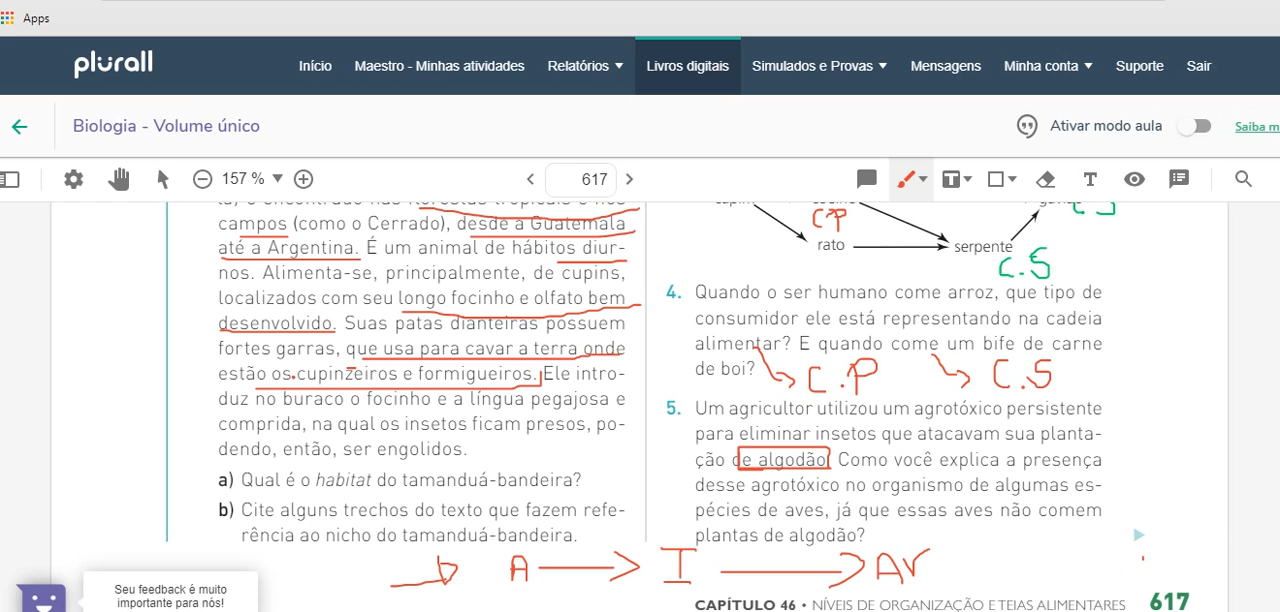 Apps
plurall
Início Maestro - Minhas atividades Relatórios Livros digitais Simulados e Provas Mensagens Minha conta Suporte Sair
Biologia - Volume único
Ativar modo aula
Saiba m
157 %
617
campos (como o Cerrado), desde a Guatemala
até a Argentina. É um animal de hábitos diur-
nos. Alimenta-se, principalmente, de cupins,
localizados com seu longo focinho e olfato bem
desenvolvido. Suas patas dianteiras possuem
fortes garras, que usa para cavar a terra onde
estão os cupinzeiros e formigueiros. Ele intro-
duz no buraco o focinho e a língua pegajosa e
comprida, na qual os insetos ficam presos, po-
dendo, então, ser engolidos.
a) Qual é o habitat do tamanduá-bandeira?
b) Cite alguns trechos do texto que fazem refe-
rência ao nicho do tamanduá-bandeira.
C.P
rato
serpente
C.S
4. Quando o ser humano come arroz, que tipo de
consumidor ele está representando na cadeia
alimentar? E quando come um bife de carne
de boi?
C.P C.S
5. Um agricultor utilizou um agrotóxico persistente
para eliminar insetos que atacavam sua planta-
ção de algodão. Como você explica a presença
desse agrotóxico no organismo de algumas es-
pécies de aves, já que essas aves não comem
plantas de algodão?
A I AV
Seu feedback é muito
importante para nós!
CAPÍTULO 46 • NÍVEIS DE ORGANIZAÇÃO E TEIAS ALIMENTARES 617